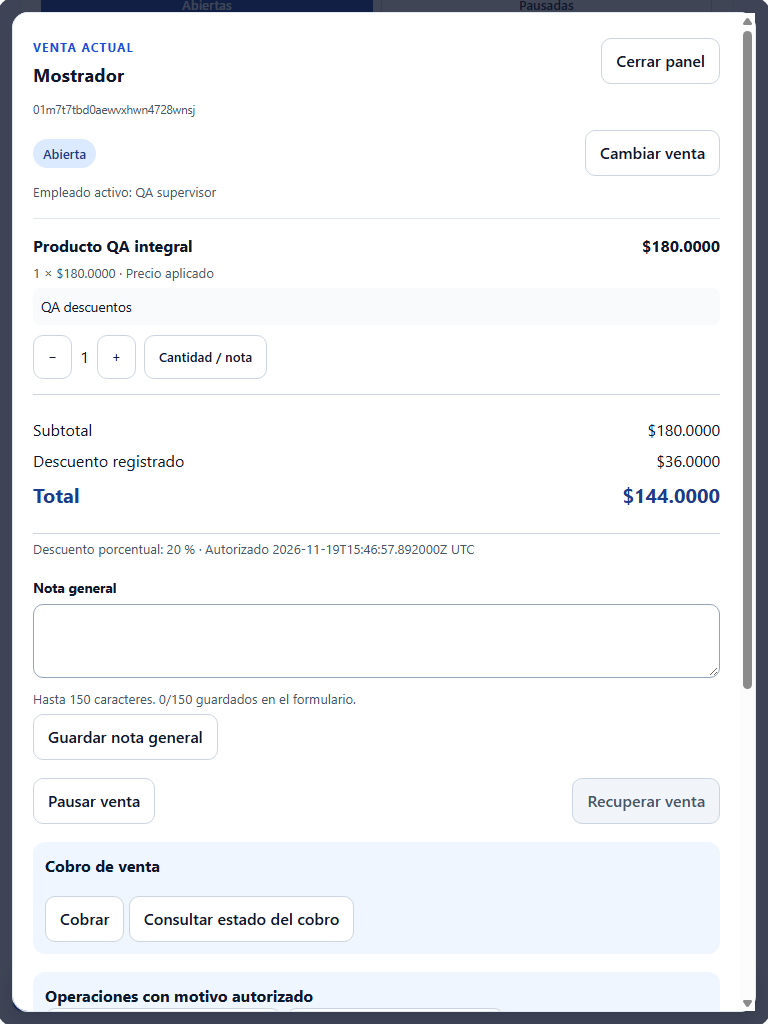 Abiertas Pausadas
VENTA ACTUAL
Mostrador
Cerrar panel
01m7t7tbd0aewvxhwn4728wnsj
Abierta
Cambiar venta
Empleado activo: QA supervisor
Producto QA integral $180.0000
1 × $180.0000 · Precio aplicado
QA descuentos
− 1 + Cantidad / nota
Subtotal $180.0000
Descuento registrado $36.0000
Total $144.0000
Descuento porcentual: 20 % · Autorizado 2026-11-19T15:46:57.892000Z UTC
Nota general
Hasta 150 caracteres. 0/150 guardados en el formulario.
Guardar nota general
Pausar venta Recuperar venta
Cobro de venta
Cobrar Consultar estado del cobro
Operaciones con motivo autorizado